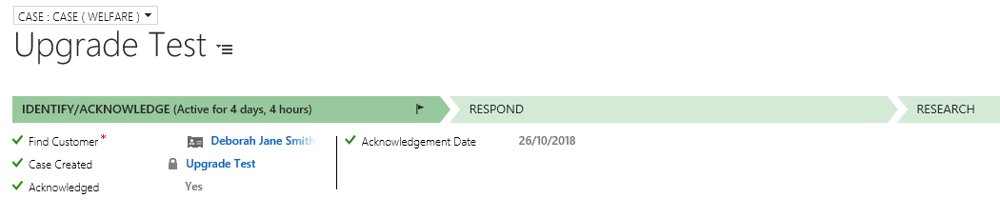 CASE : CASE ( WELFARE )
Upgrade Test
IDENTIFY/ACKNOWLEDGE (Active for 4 days, 4 hours) RESPOND RESEARCH
Find Customer* Deborah Jane Smith Acknowledgement Date 26/10/2018
Case Created Upgrade Test
Acknowledged Yes